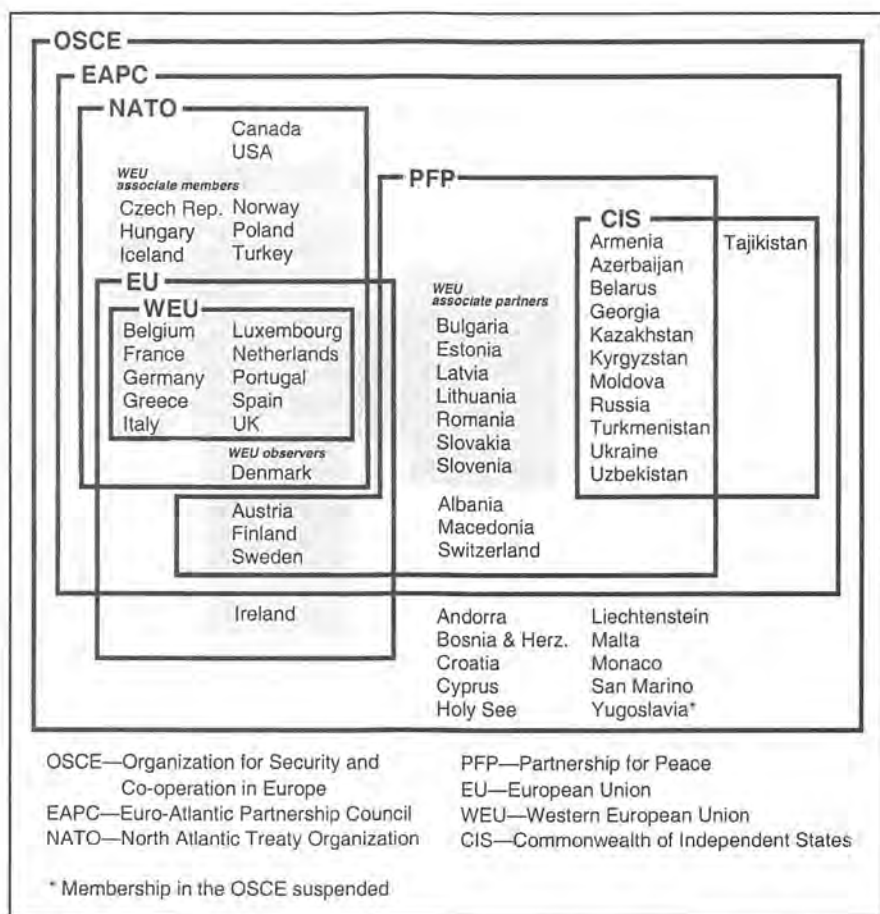 OSCE
EAPC
NATO
Canada
USA
WEU
associate members
Czech Rep. Norway
Hungary Poland
Iceland Turkey
PFP
CIS
Armenia Tajikistan
Azerbaijan
Belarus
Georgia
Kazakhstan
Kyrgyzstan
Moldova
Russia
Turkmenistan
Ukraine
Uzbekistan
EU
WEU
Belgium Luxembourg
France Netherlands
Germany Portugal
Greece Spain
Italy UK
WEU observers
Denmark
WEU
associate partners
Bulgaria
Estonia
Latvia
Lithuania
Romania
Slovakia
Slovenia
Albania
Macedonia
Switzerland
Austria
Finland
Sweden
Ireland
Andorra Liechtenstein
Bosnia & Herz. Malta
Croatia Monaco
Cyprus San Marino
Holy See Yugoslavia*
OSCE—Organization for Security and
Co-operation in Europe
EAPC—Euro-Atlantic Partnership Council
NATO—North Atlantic Treaty Organization
PFP—Partnership for Peace
EU—European Union
WEU—Western European Union
CIS—Commonwealth of Independent States
* Membership in the OSCE suspended